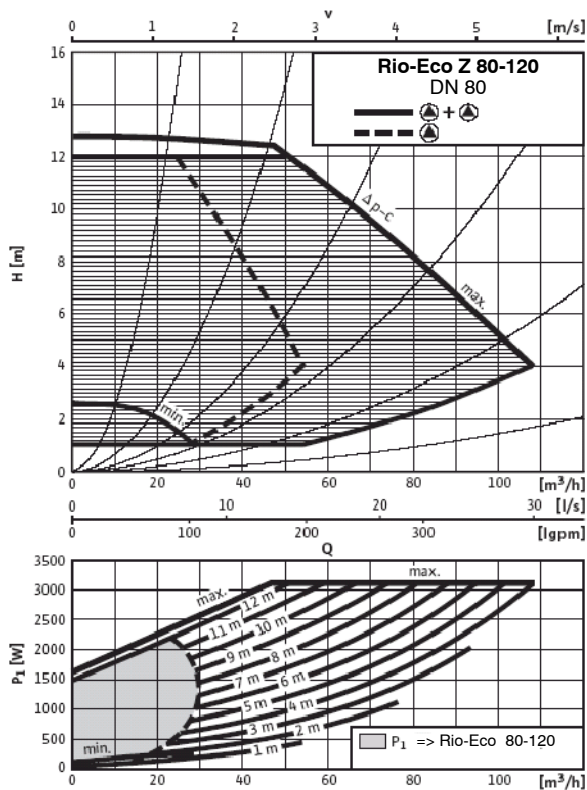 v
0 1 2 3 4 5 [m/s]
16
14
12
10
8
6
4
2
0
H [m]
Rio-Eco Z 80-120
DN 80
+
Δp-c
max.
min.
0 20 40 60 80 100 [m³/h]
0 10 20 30 [l/s]
0 100 200 300 [lgpm]
Q
3500
3000
2500
2000
1500
1000
500
0
P₁ [W]
max.
max.
12 m
11 m
10 m
9 m
8 m
7 m
6 m
5 m
4 m
3 m
2 m
1 m
min.
P₁ => Rio-Eco 80-120
0 20 40 60 80 100 [m³/h]